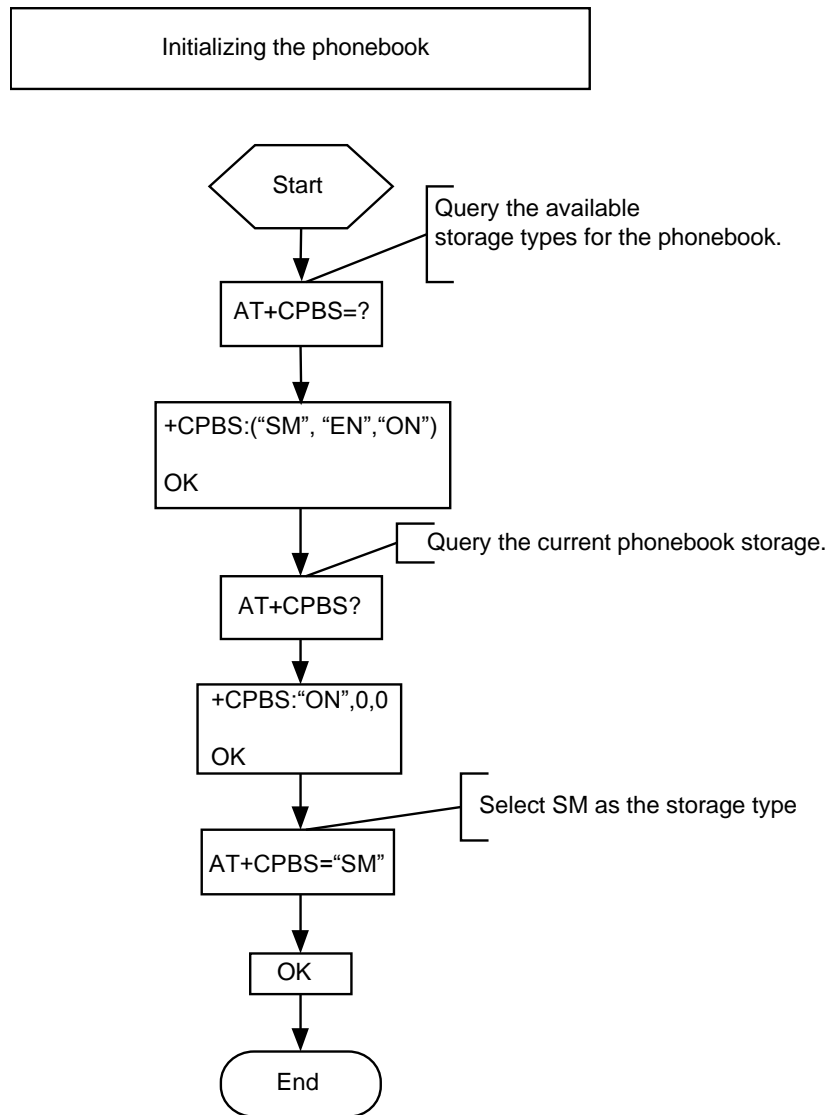 Initializing the phonebook
Start
Query the available
storage types for the phonebook.
AT+CPBS=?
+CPBS:(“SM”, “EN”,“ON”)
OK
Query the current phonebook storage.
AT+CPBS?
+CPBS:“ON”,0,0
OK
Select SM as the storage type
AT+CPBS=“SM”
OK
End